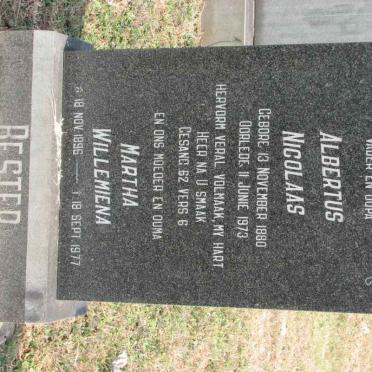 VADER EN OUPA
ALBERTUS
NICOLAAS
GEBORE 13 NOVEMBER 1880
OORLEDE 11 JUNIE 1973
HERVORM VERAL, VOLMAAK, MY HART
HEER NA U SMAAK
GESANG 62 VERS 6
EN ONS MOEDER EN OUMA
MARTHA
WILLEMIENA
* 18 NOV. 1896 — † 18 SEPT. 1977
BESTER